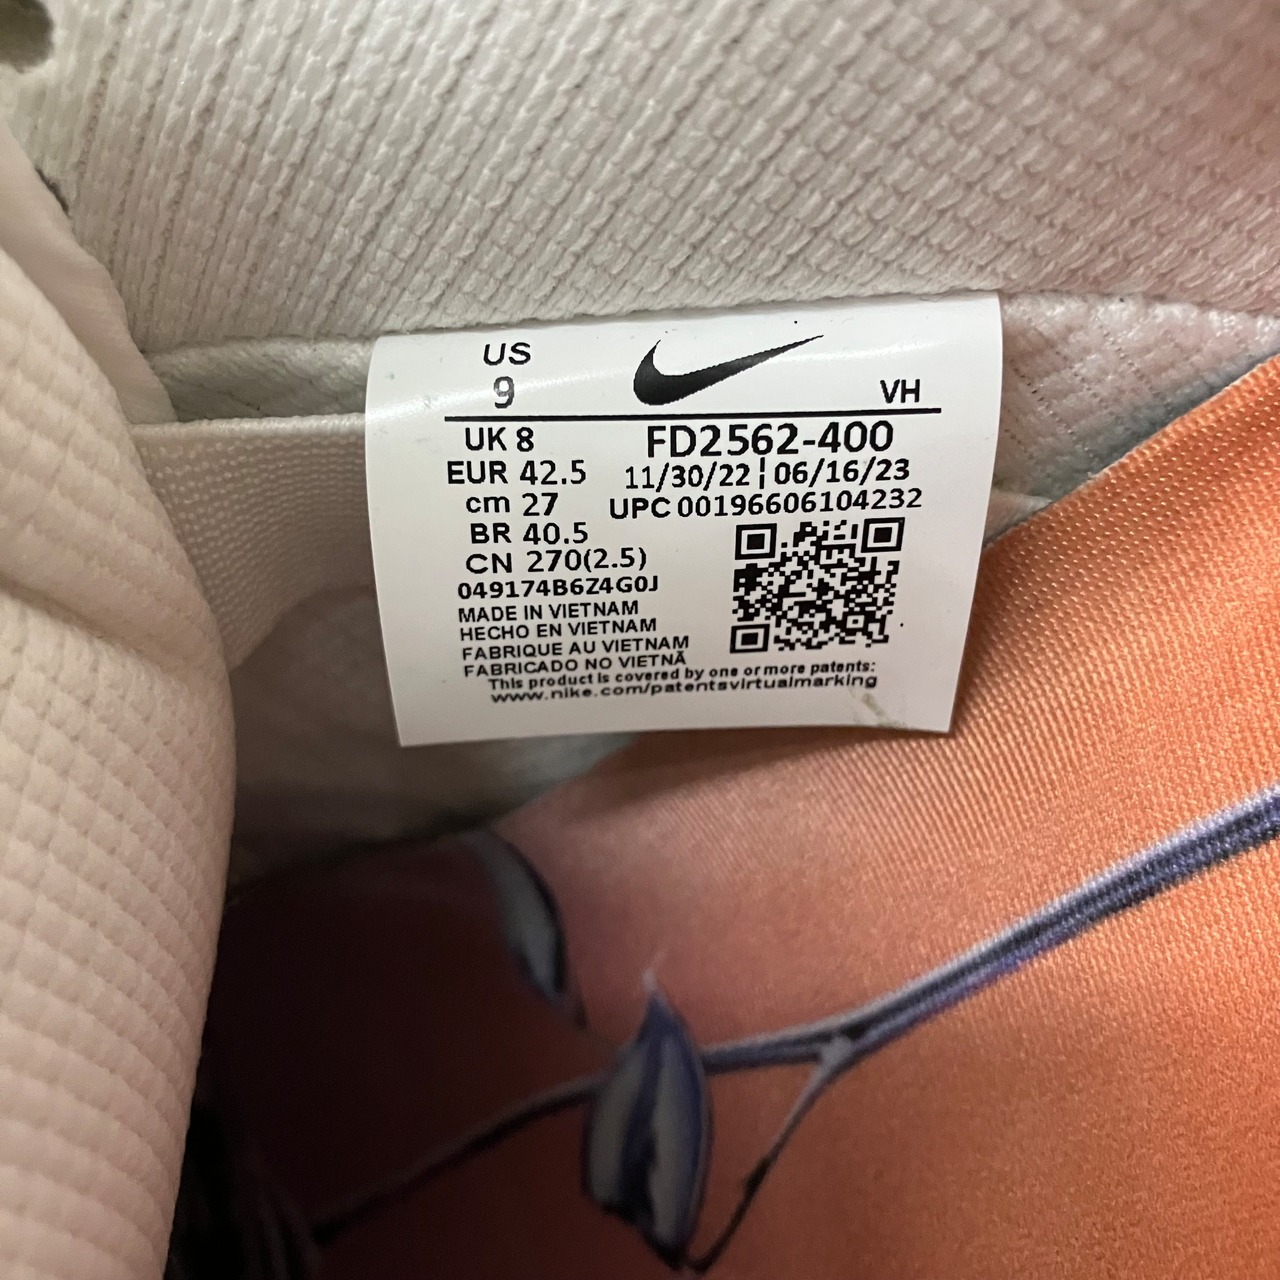 US
9
VH
UK 8
FD2562-400
EUR 42.5
11/30/22 | 06/16/23
cm 27
UPC 00196606104232
BR 40.5
CN 270(2.5)
049174B6Z4G0J
MADE IN VIETNAM
HECHO EN VIETNAM
FABRIQUE AU VIETNAM
FABRICADO NO VIETNÃ
This product is covered by one or more patents:
www.nike.com/patentsvirtualmarking